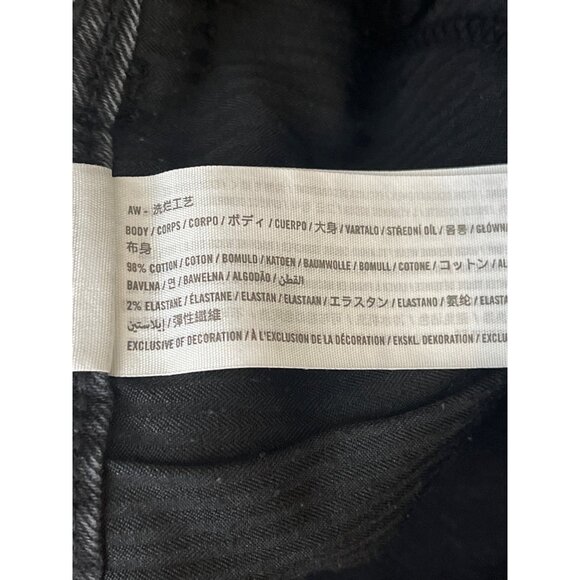 AW - 洗烂工艺
BODY / CORPS / CORPO / ボディ / CUERPO / 大身 / VARTALO / STŘEDNÍ DÍL / 몸통 / GŁÓWN
布身
98% COTTON / COTON / BOMULD / KATOEN / BAUMWOLLE / BOMULL / COTONE / コットン / AL
BAVLNA / 면 / BAWEŁNA / ALGODÃO / القطن
2% ELASTANE / ÉLASTANE / ELASTAN / ELASTAAN / エラスタン / ELASTANO / 氨纶 / ELASTA
إيلاستين / 彈性纖維
EXCLUSIVE OF DECORATION / À L'EXCLUSION DE LA DÉCORATION / EKSKL. DEKORATION / EXCLU